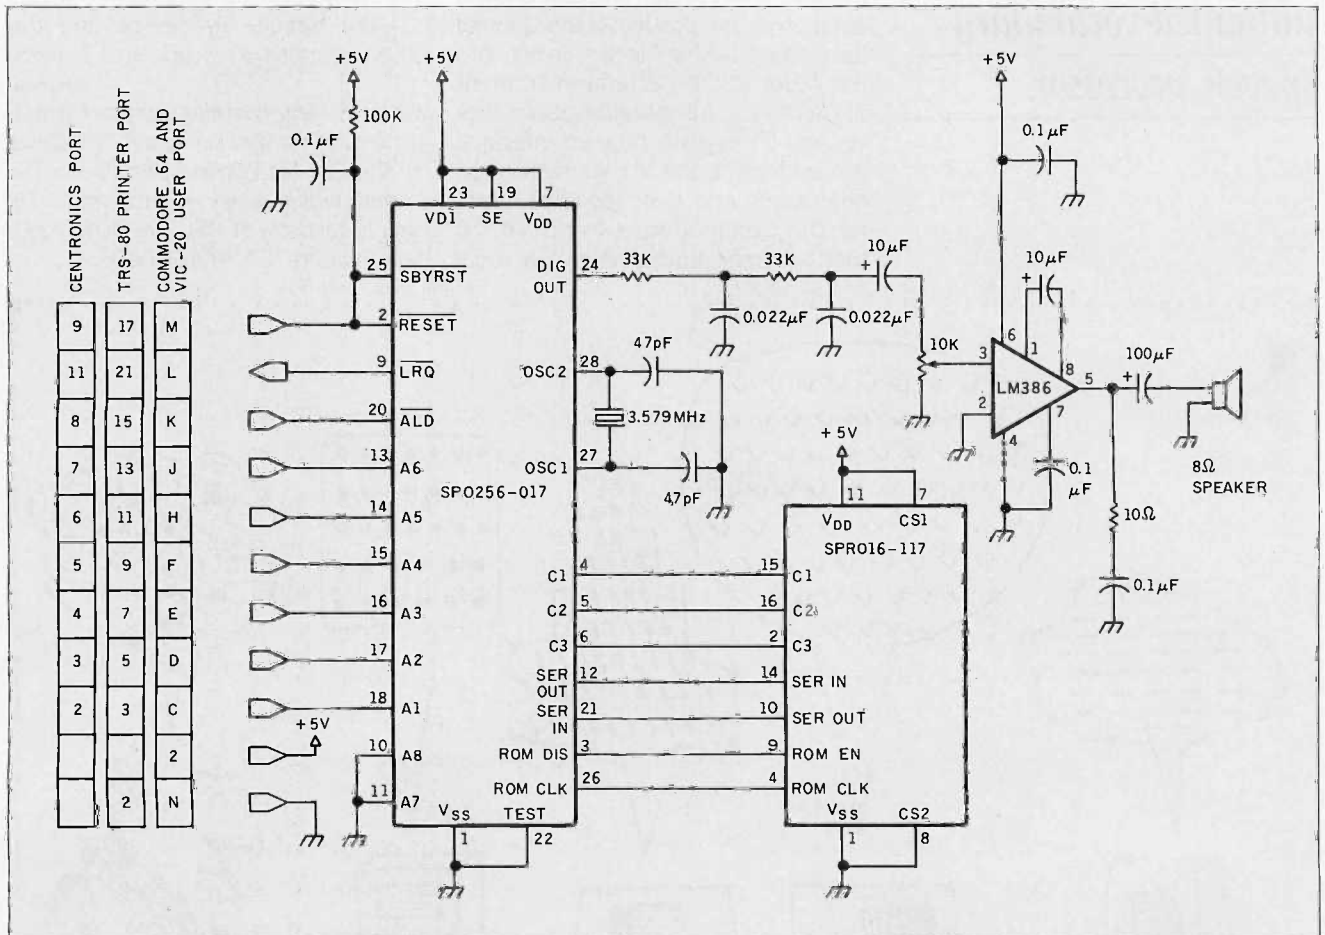 CENTRONICS PORT
TRS-80 PRINTER PORT
COMMODORE 64 AND
VIC-20 USER PORT
9 17 M
11 21 L
8 15 K
7 13 J
6 11 H
5 9 F
4 7 E
3 5 D
2 3 C
2
2 N
+5V
100K
0.1µF
+5V
23 19 7
VD1 SE VDD
25 SBYRST
2 RESET
9 LRQ
20 ALD
13 A6
14 A5
15 A4
16 A3
17 A2
18 A1
+5V
10 A8
11 A7
SPO256-017
DIG
OUT
24
OSC2 28
OSC1 27
C1 4
C2 5
C3 6
SER
OUT
12
SER
IN
21
ROM DIS 3
ROM CLK 26
VSS TEST
1 22
33K
33K
0.022µF
0.022µF
10µF
10K
47pF
3.579MHz
47pF
+5V
11 7
VDD CS1
SPRO16-117
15 C1
16 C2
2 C3
14 SER IN
10 SER OUT
9 ROM EN
4 ROM CLK
VSS CS2
1 8
+5V
0.1µF
10µF
6
1
8
3
2
LM386
5
7
4
0.1
µF
100µF
10Ω
0.1µF
8Ω
SPEAKER